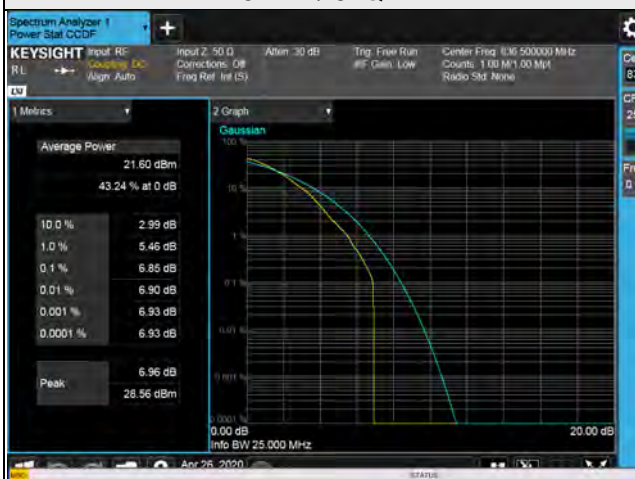 Spectrum Analyzer 1
Power Stat CCDF
+
KEYSIGHT Input: RF Input Z: 50 Ω Atten: 30 dB Trig: Free Run Center Freq: 836.500000 MHz
RL Coupling: DC Corrections: Off #IF Gain: Low Counts: 1.00 M/1.00 Mpt
Align: Auto Freq Ref: Int (S) Radio Std: None
LW
1 Metrics
2 Graph
Gaussian
Average Power
21.60 dBm
43.24 % at 0 dB
10.0 % 2.99 dB
1.0 % 5.46 dB
0.1 % 6.85 dB
0.01 % 6.90 dB
0.001 % 6.93 dB
0.0001 % 6.93 dB
Peak 6.96 dB
28.56 dBm
100 %
10 %
1 %
0.1 %
0.01 %
0.001 %
0.0001 %
0.00 dB 20.00 dB
Info BW 25.000 MHz
Apr 26, 2020
STATUS